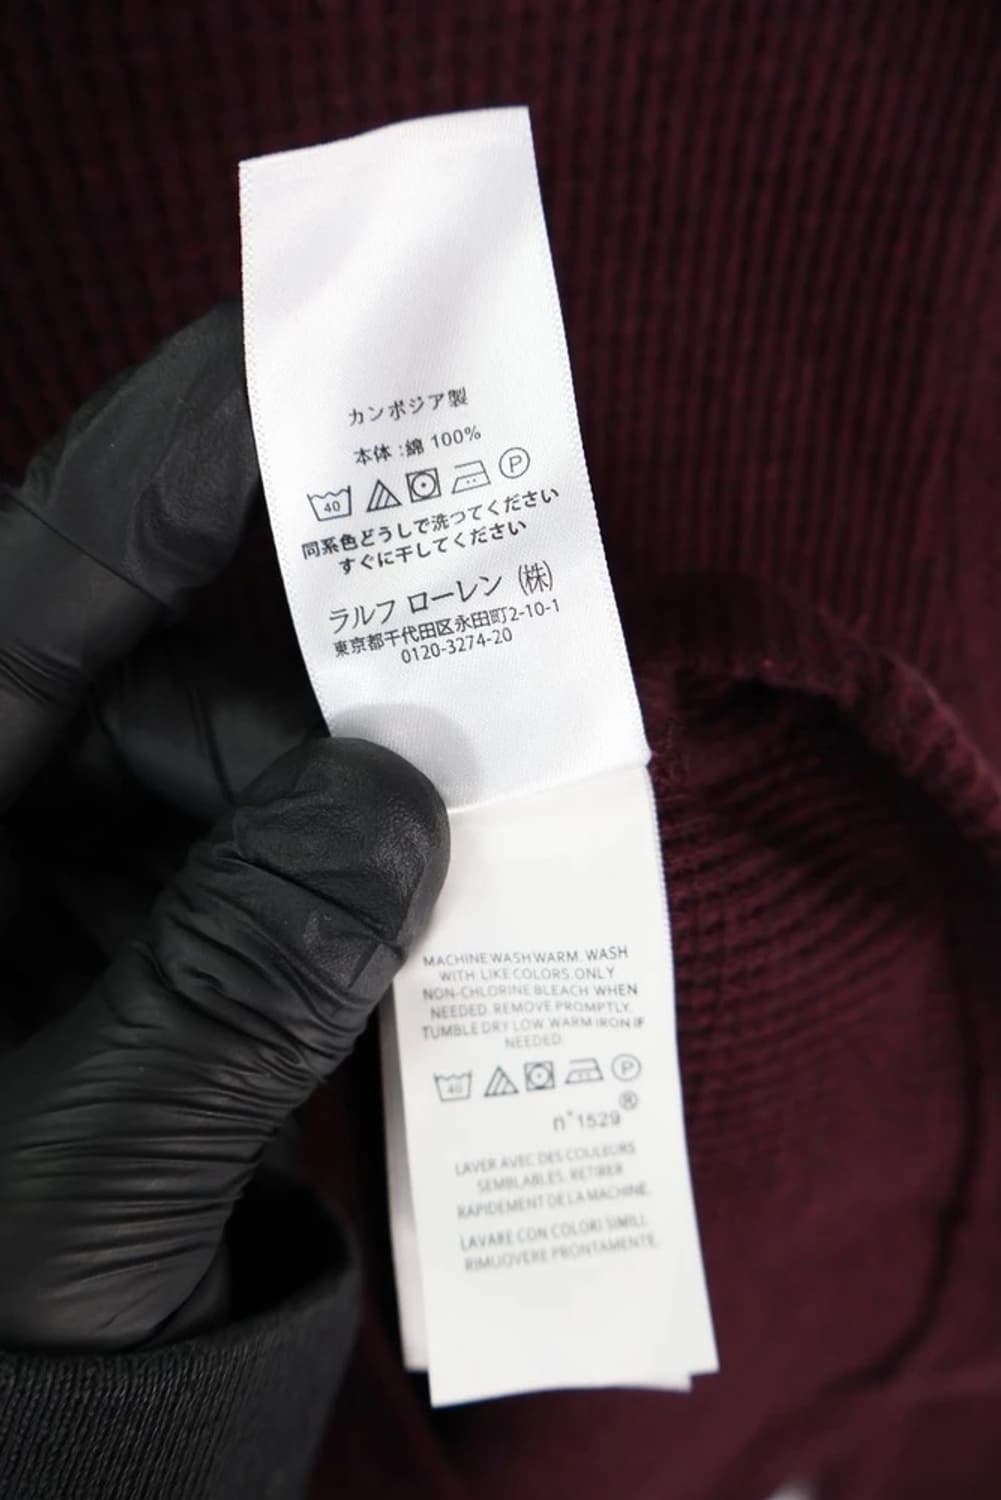 カンボジア製
本体 :綿 100%
40 P
同系色どうしで洗つてください
すぐに干してください
ラルフ ローレン (株)
東京都千代田区永田町2-10-1
0120-3274-20
MACHINE WASH WARM. WASH
WITH LIKE COLORS. ONLY
NON-CHLORINE BLEACH WHEN
NEEDED. REMOVE PROMPTLY.
TUMBLE DRY LOW. WARM IRON IF
NEEDED.
40 P
n°1529®
LAVER AVEC DES COULEURS
SEMBLABLES. RETIRER
RAPIDEMENT DE LA MACHINE.
LAVARE CON COLORI SIMILI.
RIMUOVERE PRONTAMENTE.